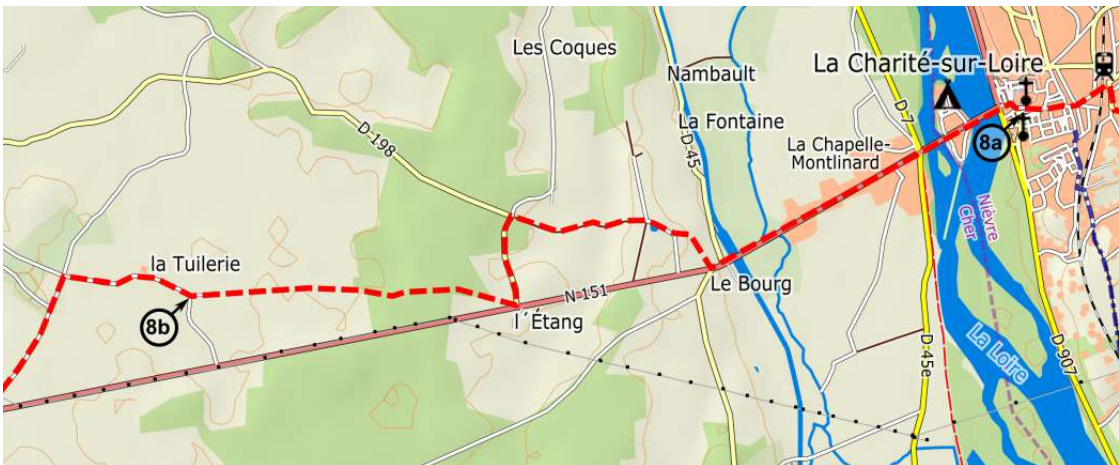 Les Coques
Nambault
La Charité-sur-Loire
D 7
La Fontaine
D 198
D 45
La Chapelle-
Montlinard
8a
Nièvre
Cher
la Tuilerie
N 151
Le Bourg
l´Étang
8b
La Loire
D 45e
D 907